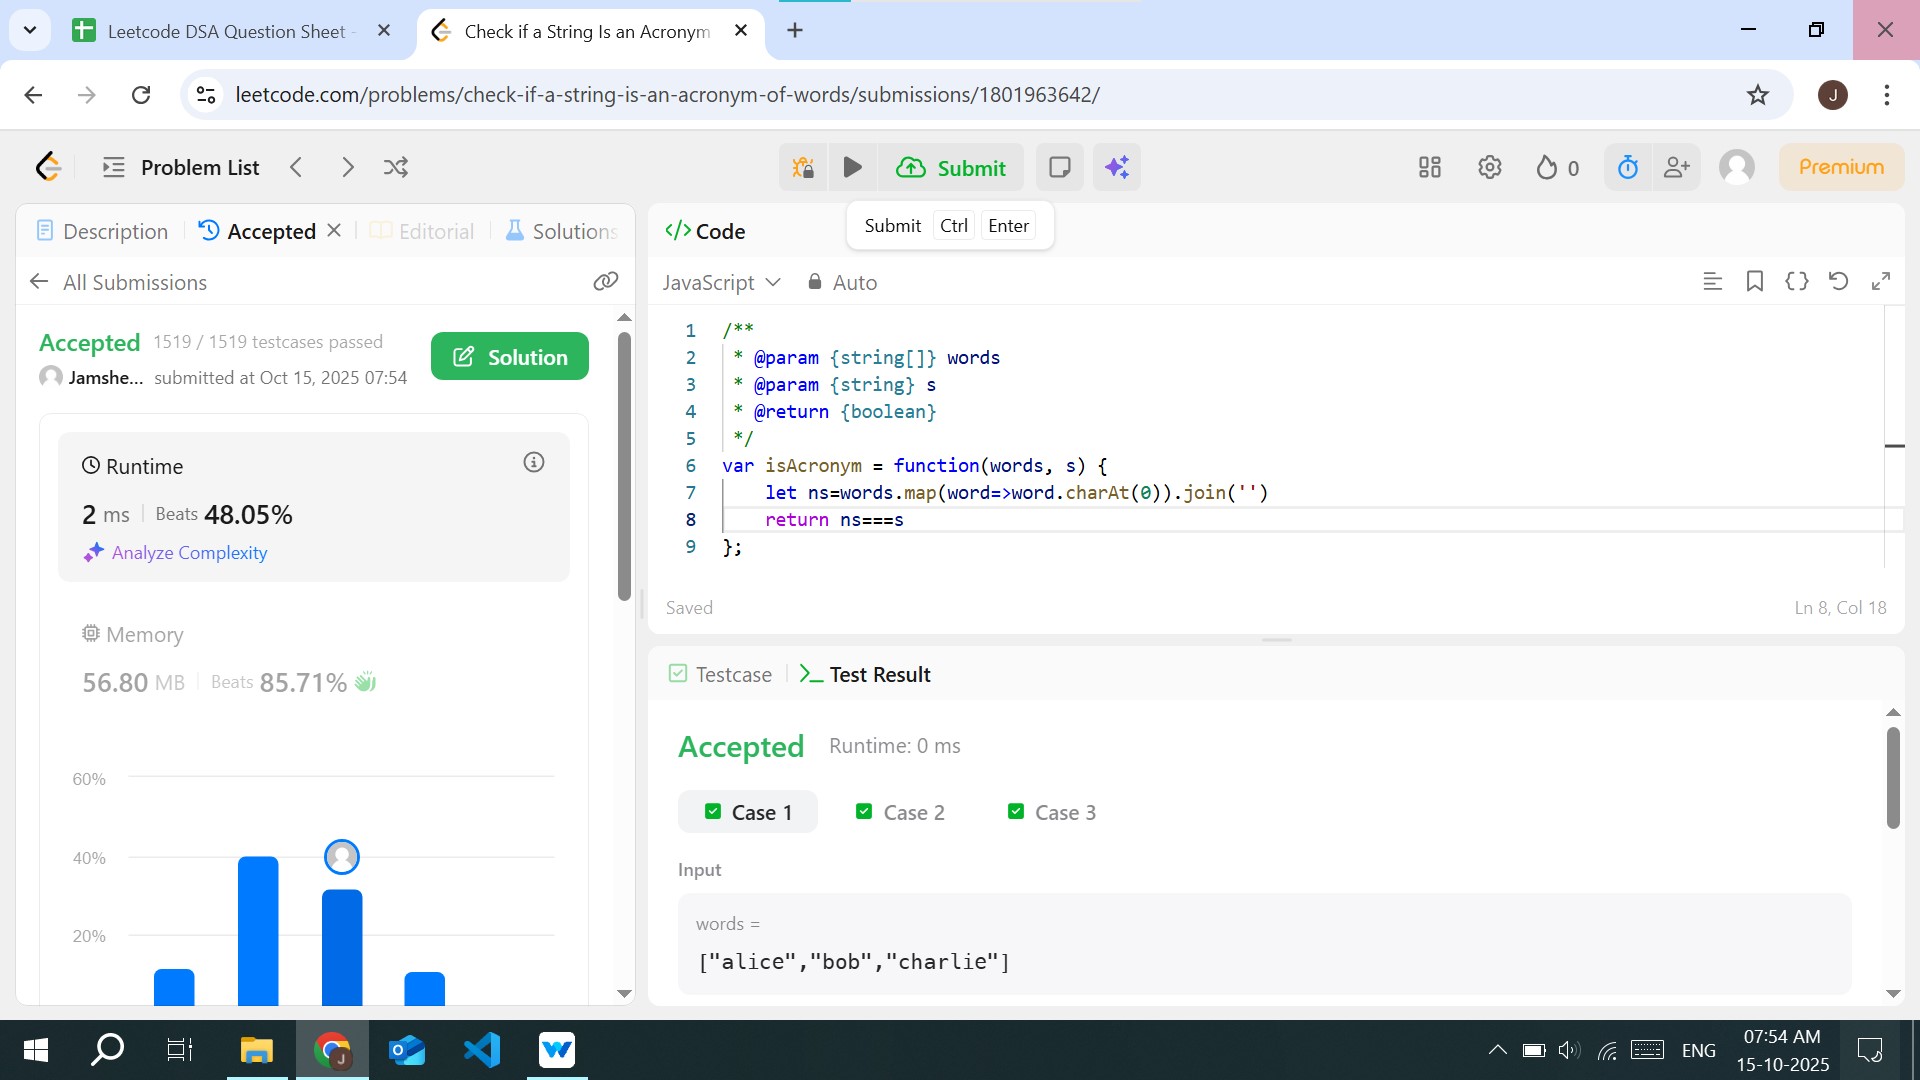 Leetcode DSA Question Sheet -
Check if a String Is an Acronym
leetcode.com/problems/check-if-a-string-is-an-acronym-of-words/submissions/1801963642/
J
Problem List
Submit
0
Premium
Description
Accepted
Editorial
Solutions
Code
Submit Ctrl Enter
All Submissions
JavaScript
Auto
Accepted 1519 / 1519 testcases passed
Jamshe... submitted at Oct 15, 2025 07:54
Solution
Runtime
2 ms Beats 48.05%
Analyze Complexity
Memory
56.80 MB Beats 85.71%
60%
40%
20%
1 /**
2 * @param {string[]} words
3 * @param {string} s
4 * @return {boolean}
5 */
6 var isAcronym = function(words, s) {
7 let ns=words.map(word=>word.charAt(0)).join('')
8 return ns===s
9 };
Saved
Ln 8, Col 18
Testcase
Test Result
Accepted Runtime: 0 ms
Case 1 Case 2 Case 3
Input
words =
["alice","bob","charlie"]
J
ENG
07:54 AM
15-10-2025